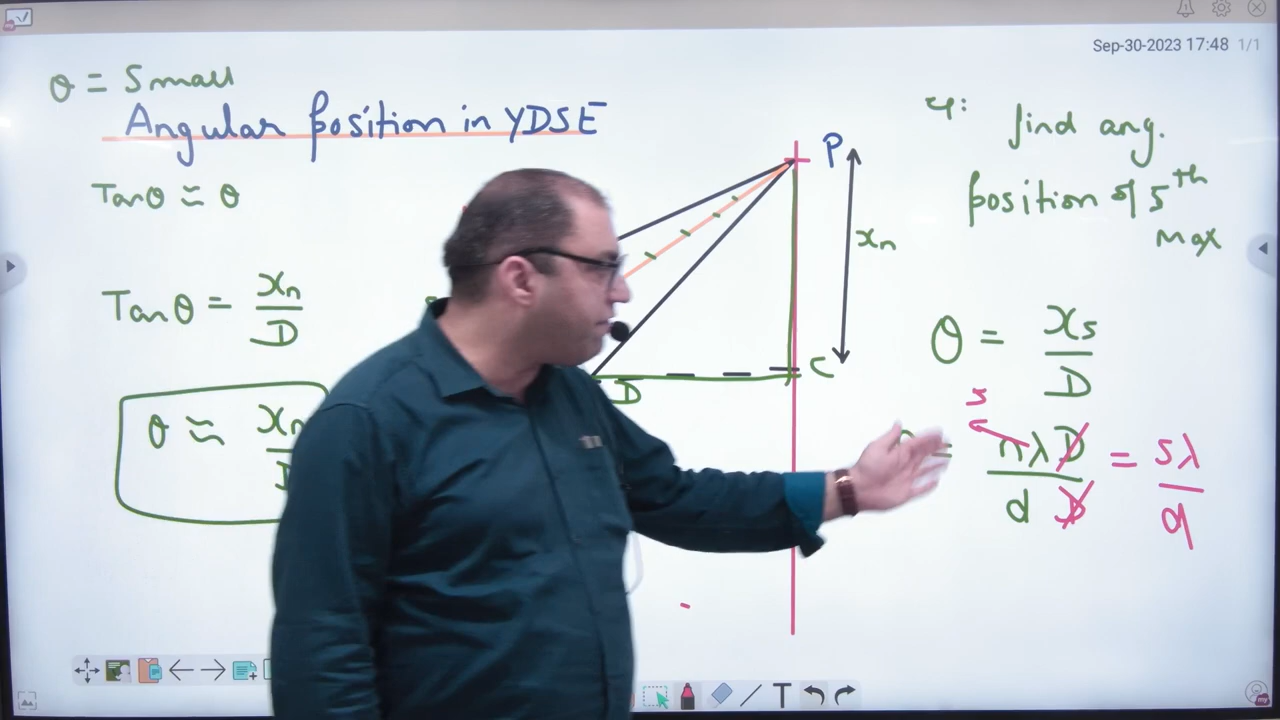 Sep-30-2023 17:48 1/1
θ = Small
Angular position in YDSE
Tanθ ≈ θ
Tanθ = xn/D
θ ≈ xn
P
xn
C
D
eg: find ang.
position of 5th
max
θ = x5/D
5
= nλD/dD = 5λ/d
T